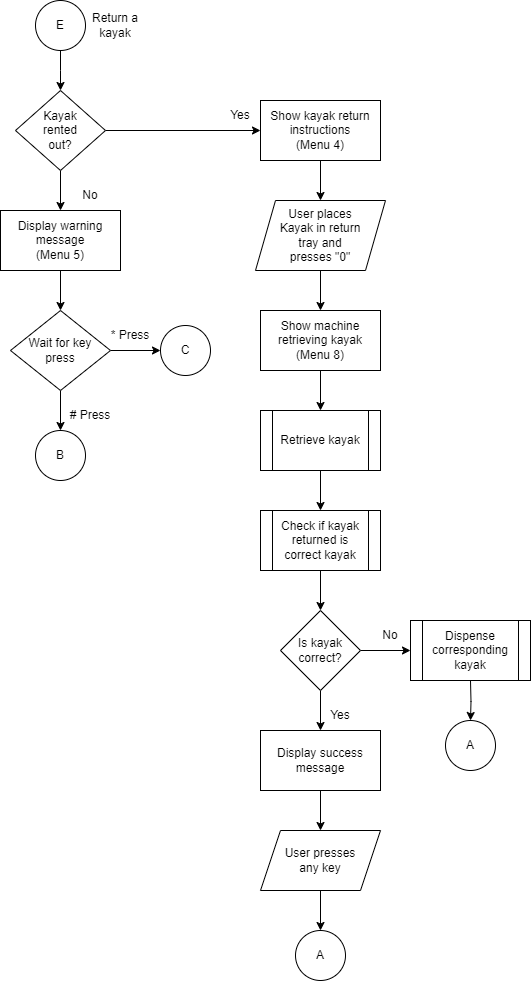 E
Return a
kayak
Kayak
rented
out?
Yes
Show kayak return
instructions
(Menu 4)
No
Display warning
message
(Menu 5)
User places
Kayak in return
tray and
presses "0"
Wait for key
press
* Press
C
Show machine
retrieving kayak
(Menu 8)
# Press
B
Retrieve kayak
Check if kayak
returned is
correct kayak
Is kayak
correct?
No
Dispense
corresponding
kayak
Yes
A
Display success
message
User presses
any key
A